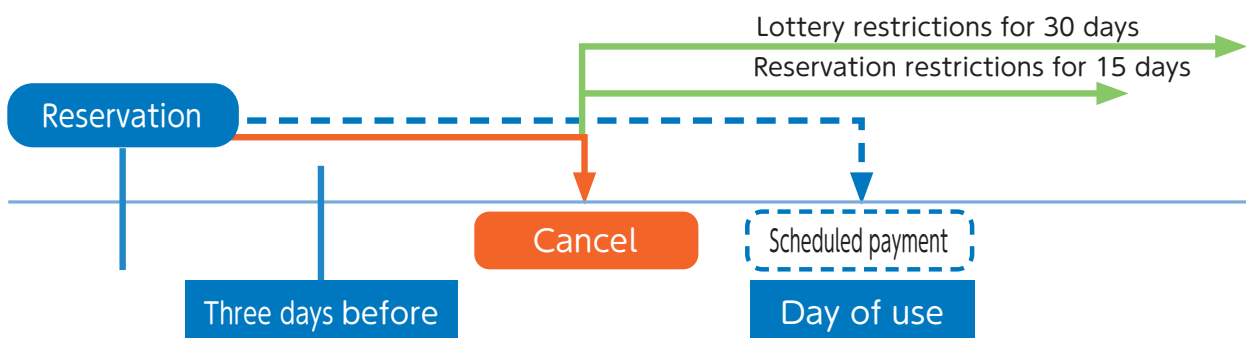 Lottery restrictions for 30 days
Reservation restrictions for 15 days
Reservation
Cancel
Scheduled payment
Three days before
Day of use